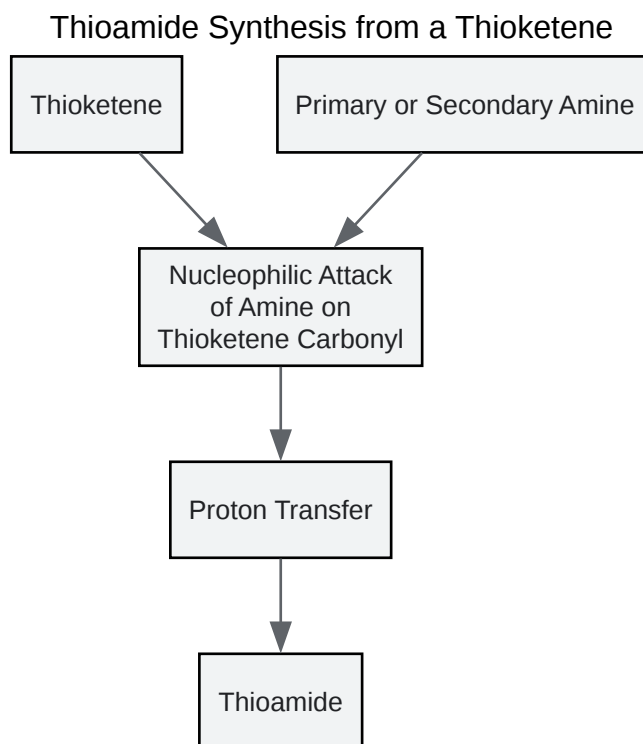 Thioamide Synthesis from a Thioketene
Thioketene
Primary or Secondary Amine
Nucleophilic Attack
of Amine on
Thioketene Carbonyl
Proton Transfer
Thioamide